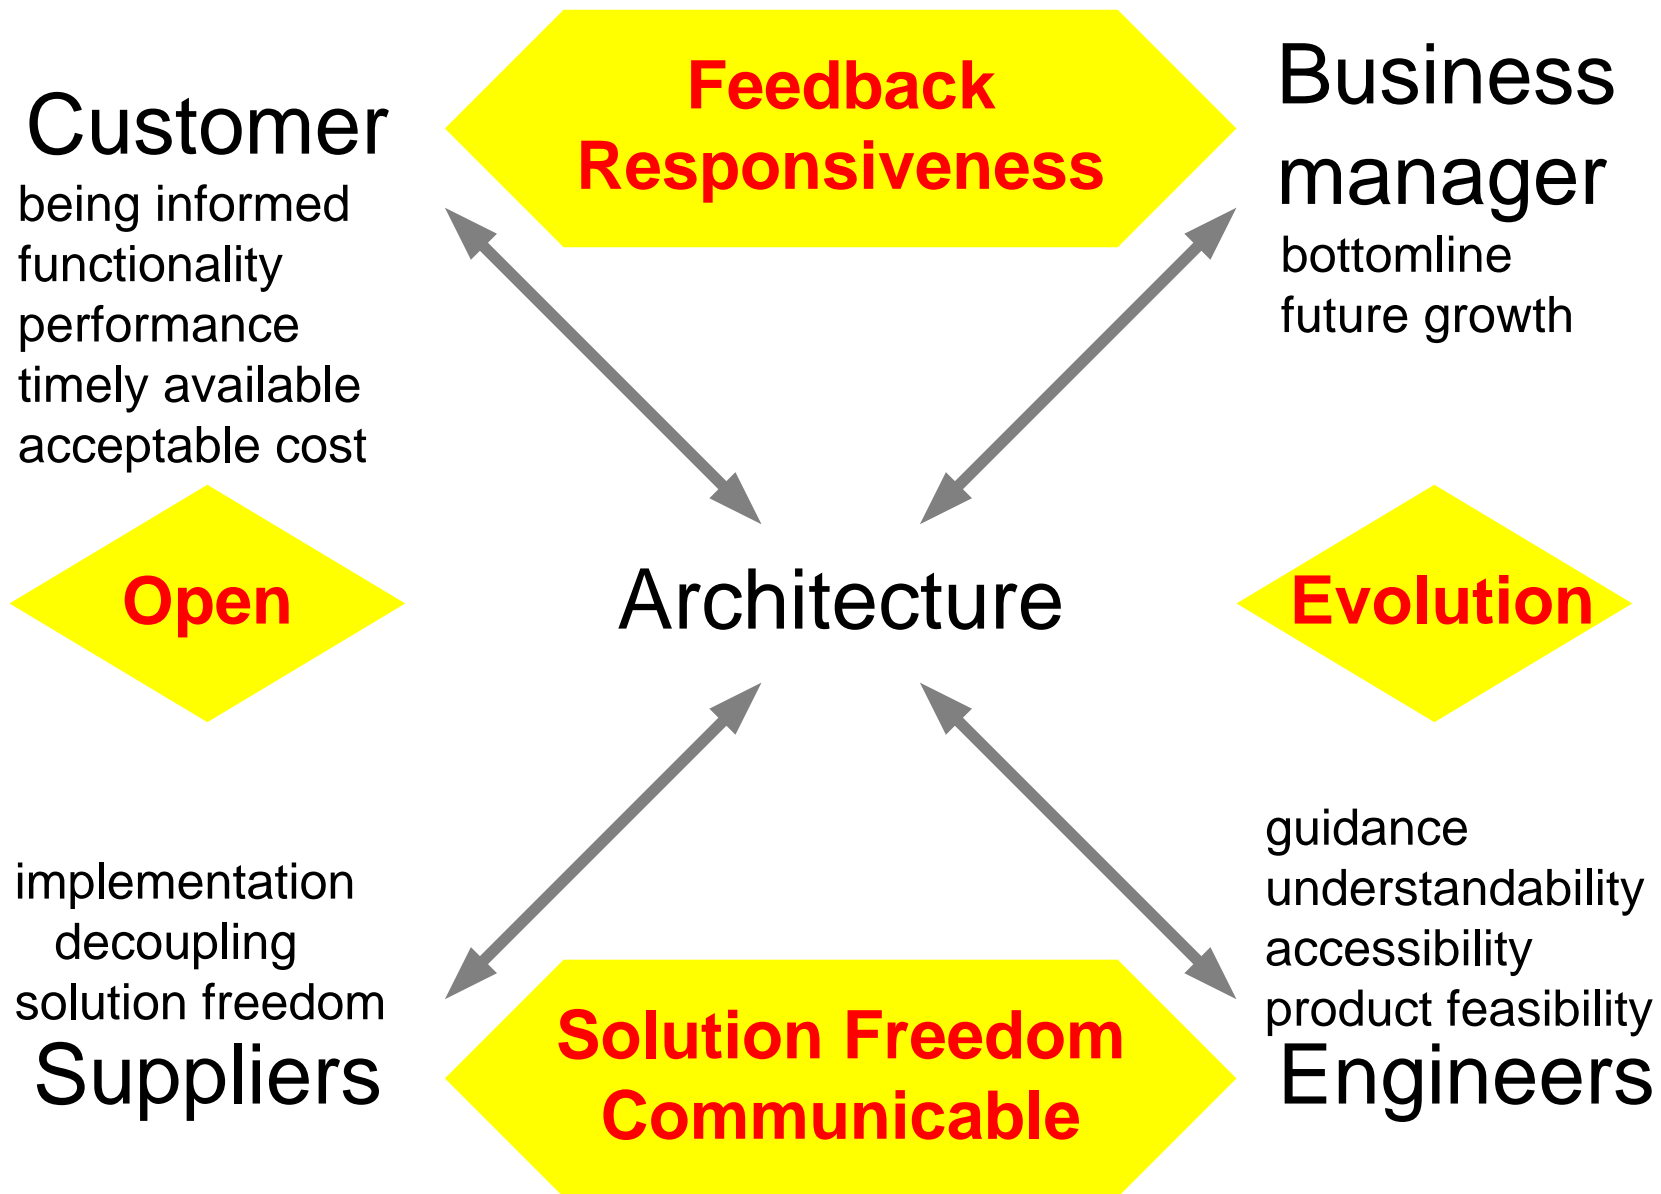 Feedback
Responsiveness
Customer
being informed
functionality
performance
timely available
acceptable cost
Business
manager
bottomline
future growth
Open
Architecture
Evolution
implementation
decoupling
solution freedom
Suppliers
Solution Freedom
Communicable
guidance
understandability
accessibility
product feasibility
Engineers